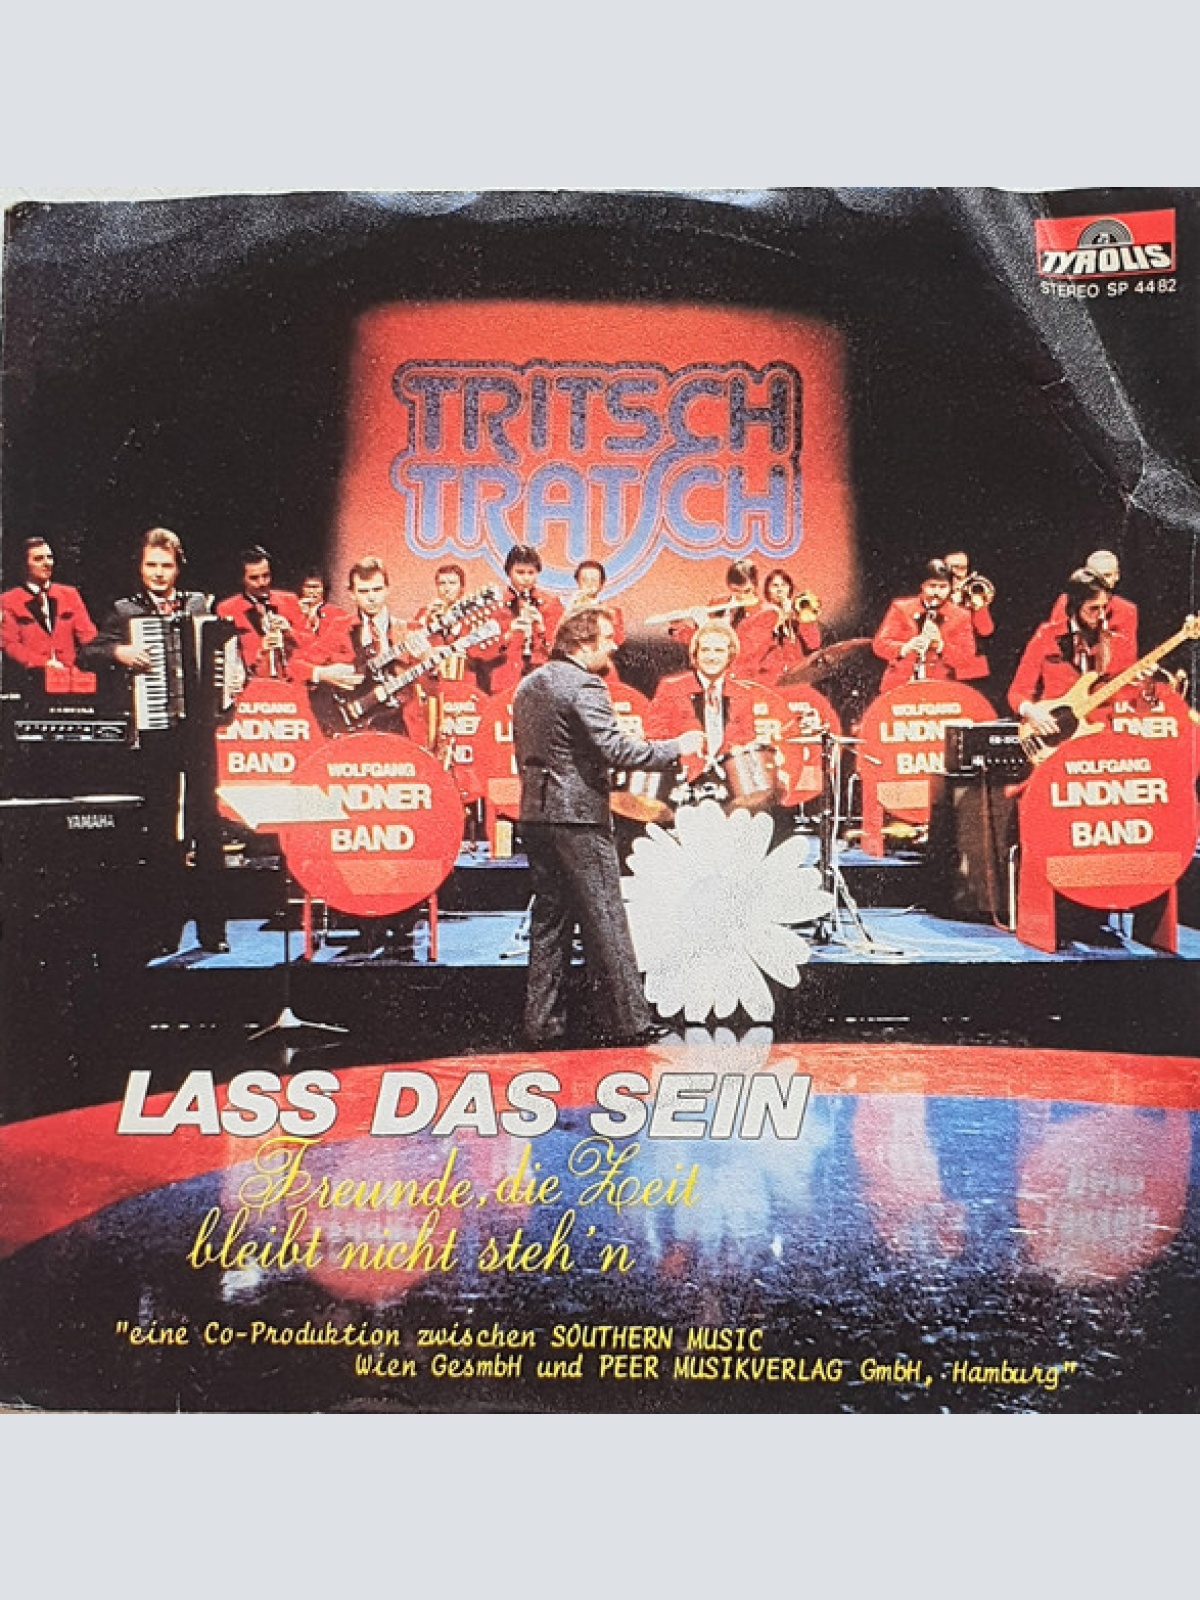 TYROLIS
STEREO SP 4482
TRITSCH
TRATSCH
WOLFGANG
LINDNER
BAND
WOLFGANG
LINDNER
BAND
WOLFGANG
LINDNER
BAND
WOLFGANG
LINDNER
BAND
YAMAHA
LASS DAS SEIN
Freunde, die Zeit
bleibt nicht steh'n
"eine Co-Produktion zwischen SOUTHERN MUSIC
Wien GesmbH und PEER MUSIKVERLAG GmbH, Hamburg"